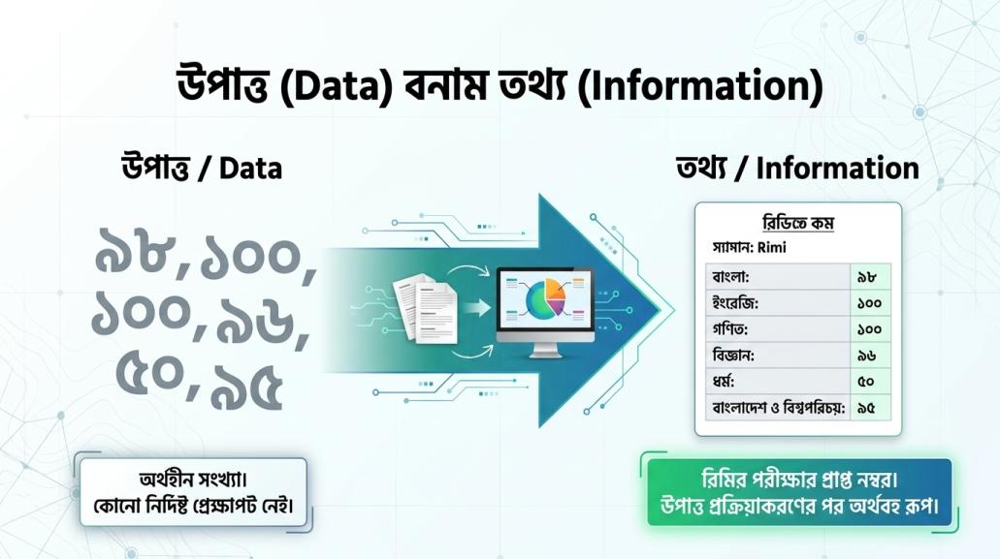 উপাত্ত (Data) বনাম তথ্য (Information)
উপাত্ত / Data
৯৮, ১০০,
১০০, ৯৬,
৫০, ৯৫
অর্থহীন সংখ্যা।
কোনো নির্দিষ্ট প্রেক্ষাপট নেই।
তথ্য / Information
রিডিতে কম
স্যামান: Rimi
বাংলা: ৯৮
ইংরেজি: ১০০
গণিত: ১০০
বিজ্ঞান: ৯৬
ধর্ম: ৫০
বাংলাদেশ ও বিশ্বপরিচয়: ৯৫
রিমির পরীক্ষার প্রাপ্ত নম্বর।
উপাত্ত প্রক্রিয়াকরণের পর অর্থবহ রূপ।